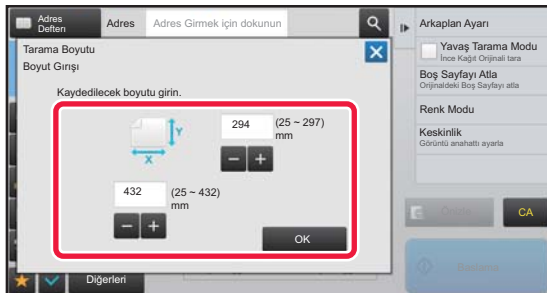 Adres Defteri
Adres
Adres Girmek için dokunun
Tarama Boyutu
Boyut Girişi
Kaydedilecek boyutu girin.
Y
X
294
(25 ~ 297)
mm
432
(25 ~ 432)
mm
OK
Diğerleri
Arkaplan Ayarı
Yavaş Tarama Modu
İnce Kağıt Orijinali tara
Boş Sayfayı Atla
Orijinaldeki Boş Sayfayı atla
Renk Modu
Keskinlik
Görüntü anahattı ayarla
CA